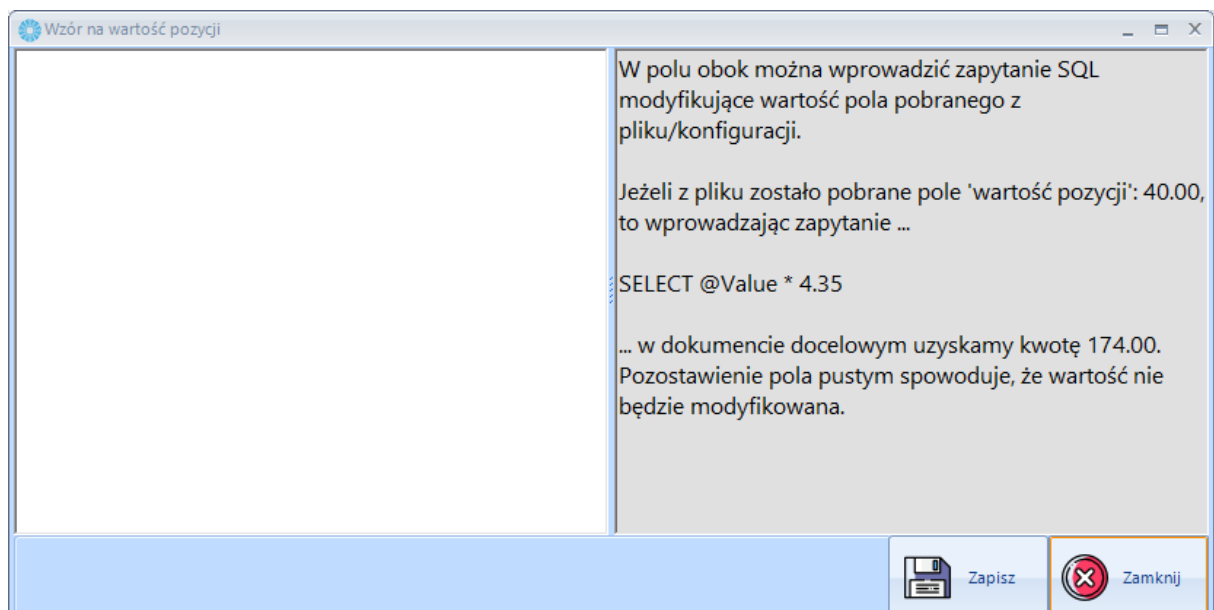 Wzór na wartość pozycji
W polu obok można wprowadzić zapytanie SQL
modyfikujące wartość pola pobranego z
pliku/konfiguracji.
Jeżeli z pliku zostało pobrane pole 'wartość pozycji': 40.00,
to wprowadzając zapytanie ...
SELECT @Value * 4.35
... w dokumencie docelowym uzyskamy kwotę 174.00.
Pozostawienie pola pustym spowoduje, że wartość nie
będzie modyfikowana.
Zapisz
Zamknij